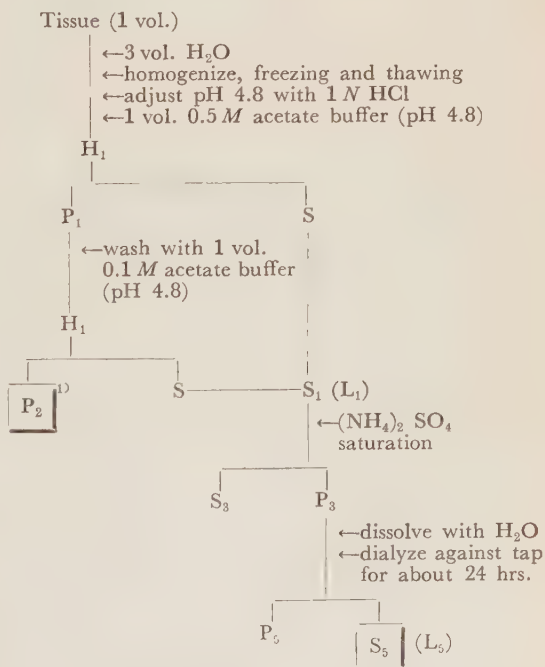 Tissue (1 vol.)
←3 vol. H₂O
←homogenize, freezing and thawing
←adjust pH 4.8 with 1 N HCl
←1 vol. 0.5 M acetate buffer (pH 4.8)
H₁
P₁ S
←wash with 1 vol.
0.1 M acetate buffer
(pH 4.8)
H₁
P₂ ¹⁾ S S₁ (L₁)
←(NH₄)₂ SO₄
saturation
S₃ P₃
←dissolve with H₂O
←dialyze against tap
for about 24 hrs.
P₅ S₅ (L₅)